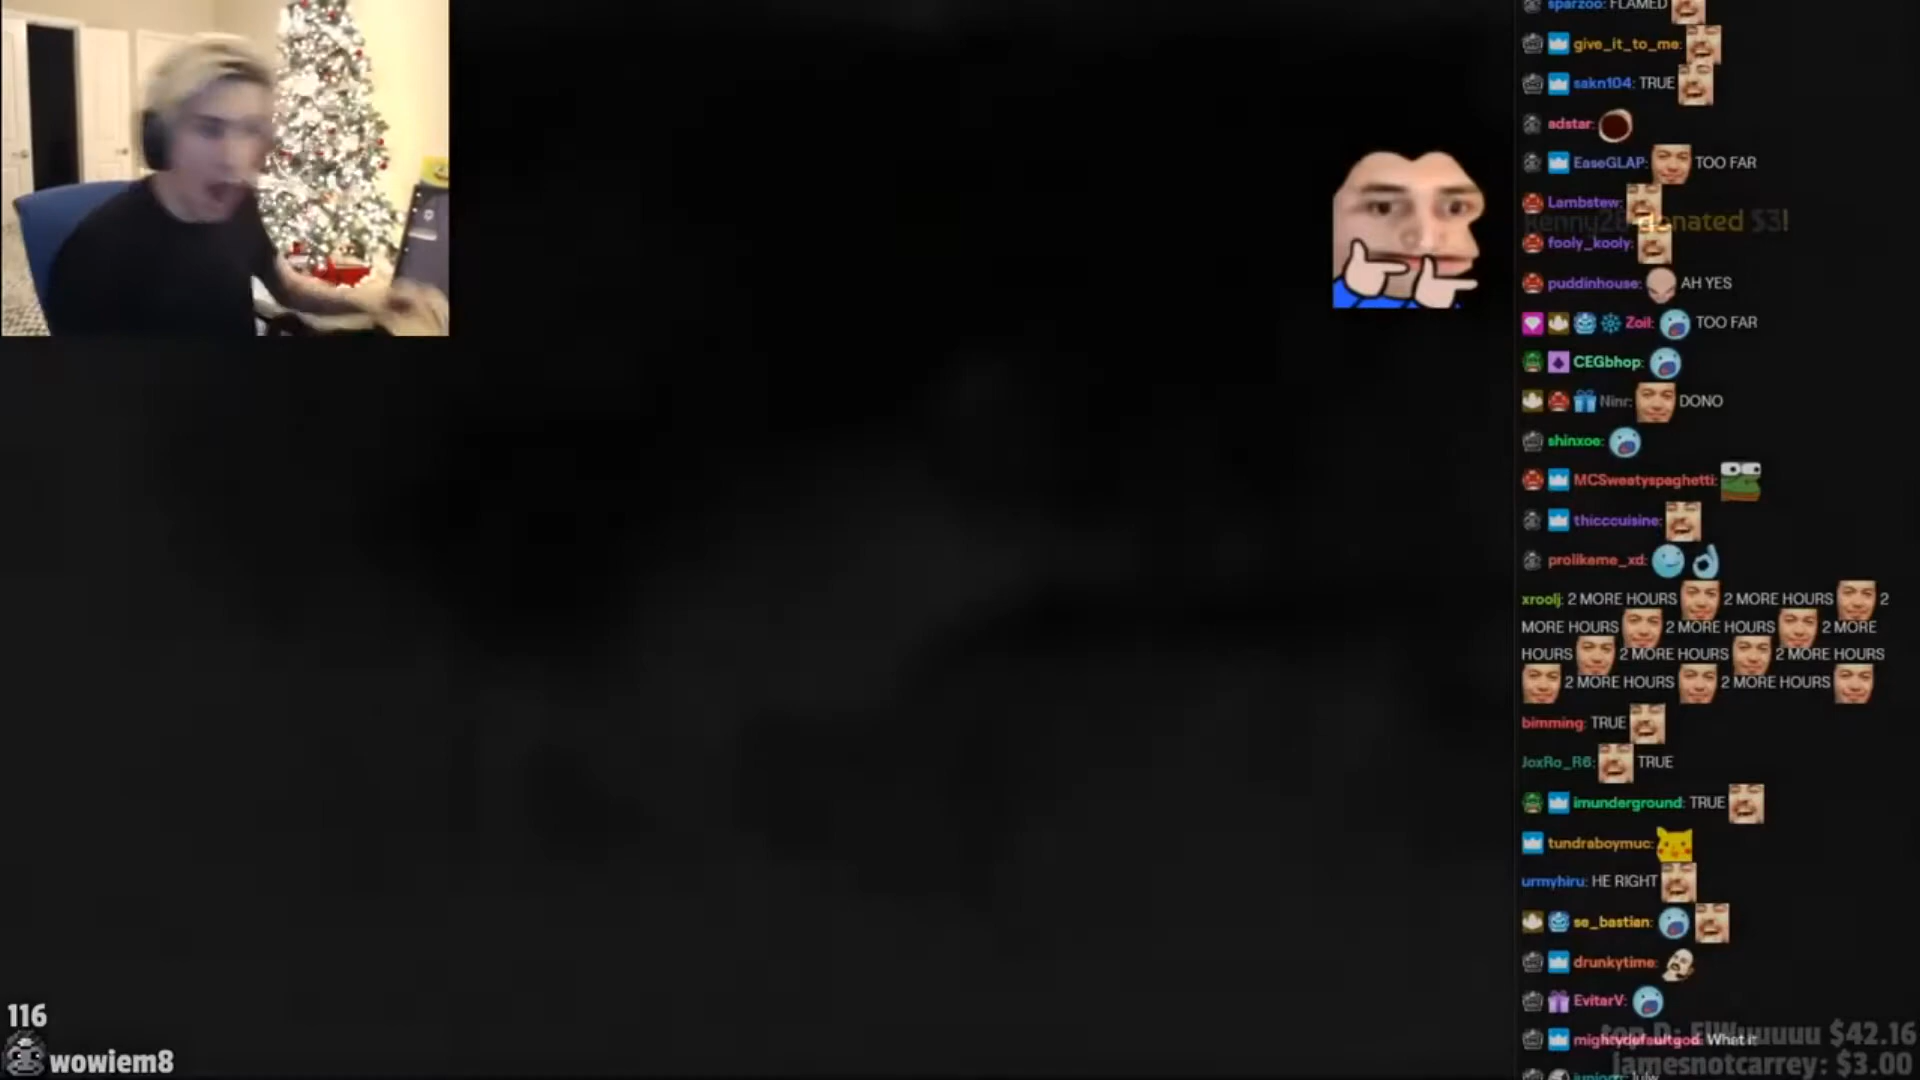 sparzoo: FLAMED
give_it_to_me:
sakn104: TRUE
adstar:
EaseGLAP: TOO FAR
Lambstew:
donated $3!
fooly_kooly:
puddinhouse: AH YES
Zoil: TOO FAR
CEGbhop:
Ninr: DONO
shinxoe:
MCSweatyspaghetti:
thicccuisine:
prolikeme_xd:
xroolj: 2 MORE HOURS 2 MORE HOURS 2
MORE HOURS 2 MORE HOURS 2 MORE
HOURS 2 MORE HOURS 2 MORE HOURS
2 MORE HOURS 2 MORE HOURS
bimming: TRUE
JoxRo_R6: TRUE
imunderground: TRUE
tundraboymuc:
urmyhiru: HE RIGHT
se_bastian:
drunkytime:
EvitarV:
$42.16
mightydefaultgod: What it
jamesnotcarrey: $3.00
116
wowiem8